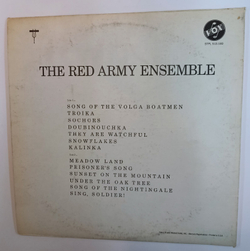 VOX
THE RED ARMY ENSEMBLE
SONG OF THE VOLGA BOATMEN
TROIKA
SOCHORS
DOUBINOUCHKA
THEY ARE WATCHFUL
SNOWFLAKES
KALINKA
MEADOW LAND
PRISONER'S SONG
SUNSET ON THE MOUNTAIN
UNDER THE OAK TREE
SONG OF THE NIGHTINGALE
SING, SOLDIER!